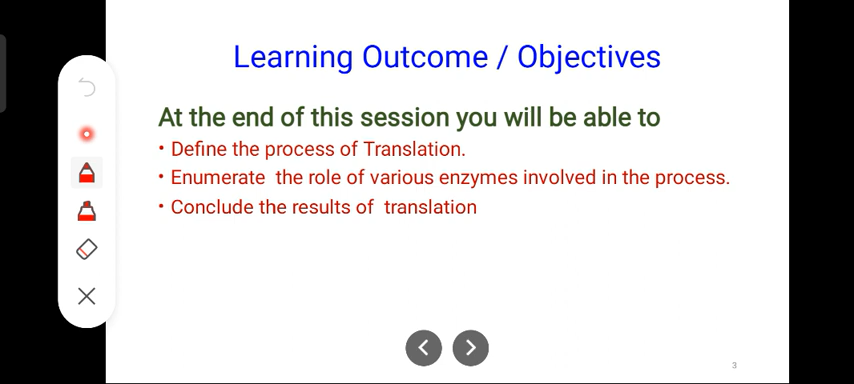 Learning Outcome / Objectives
At the end of this session you will be able to
• Define the process of Translation.
• Enumerate  the role of various enzymes involved in the process.
• Conclude the results of  translation
3